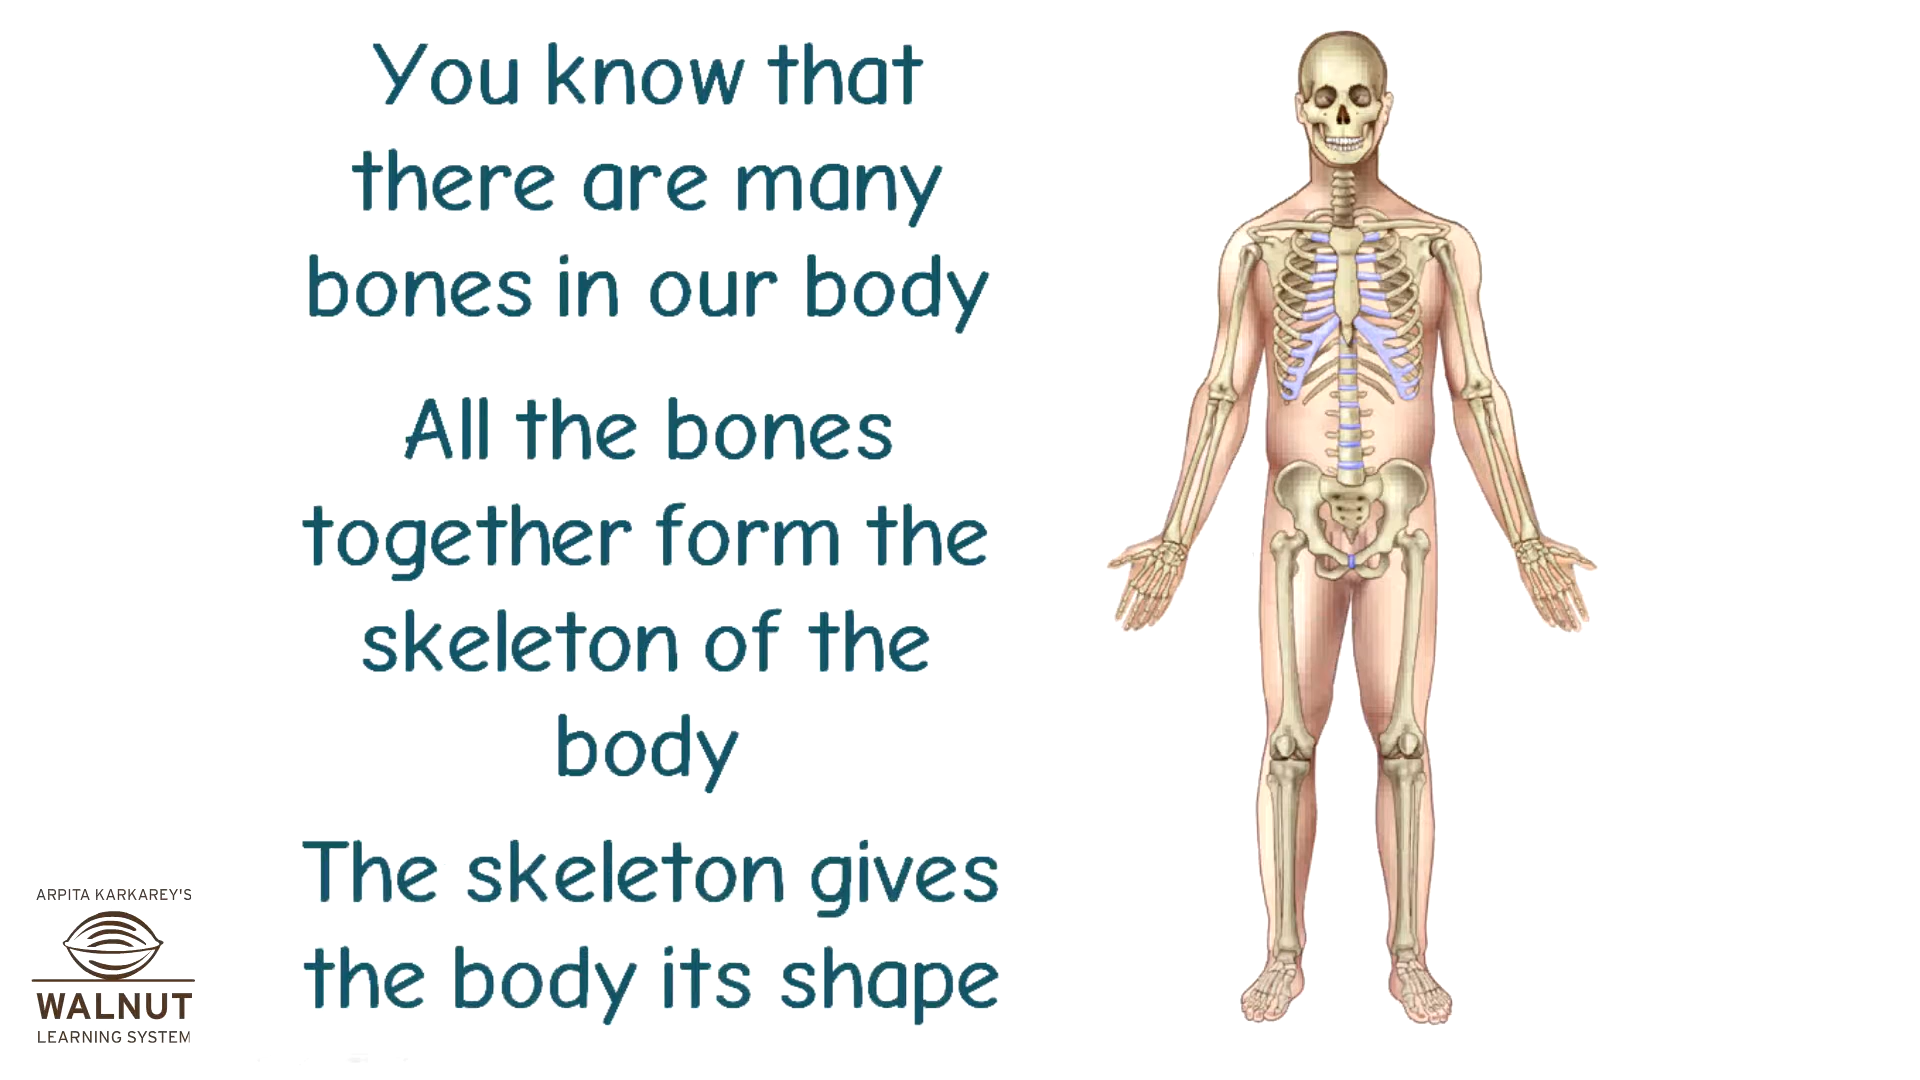 You know that
there are many
bones in our body
All the bones
together form the
skeleton of the
body
The skeleton gives
the body its shape
ARPITA KARKAREY'S
WALNUT
LEARNING SYSTEM